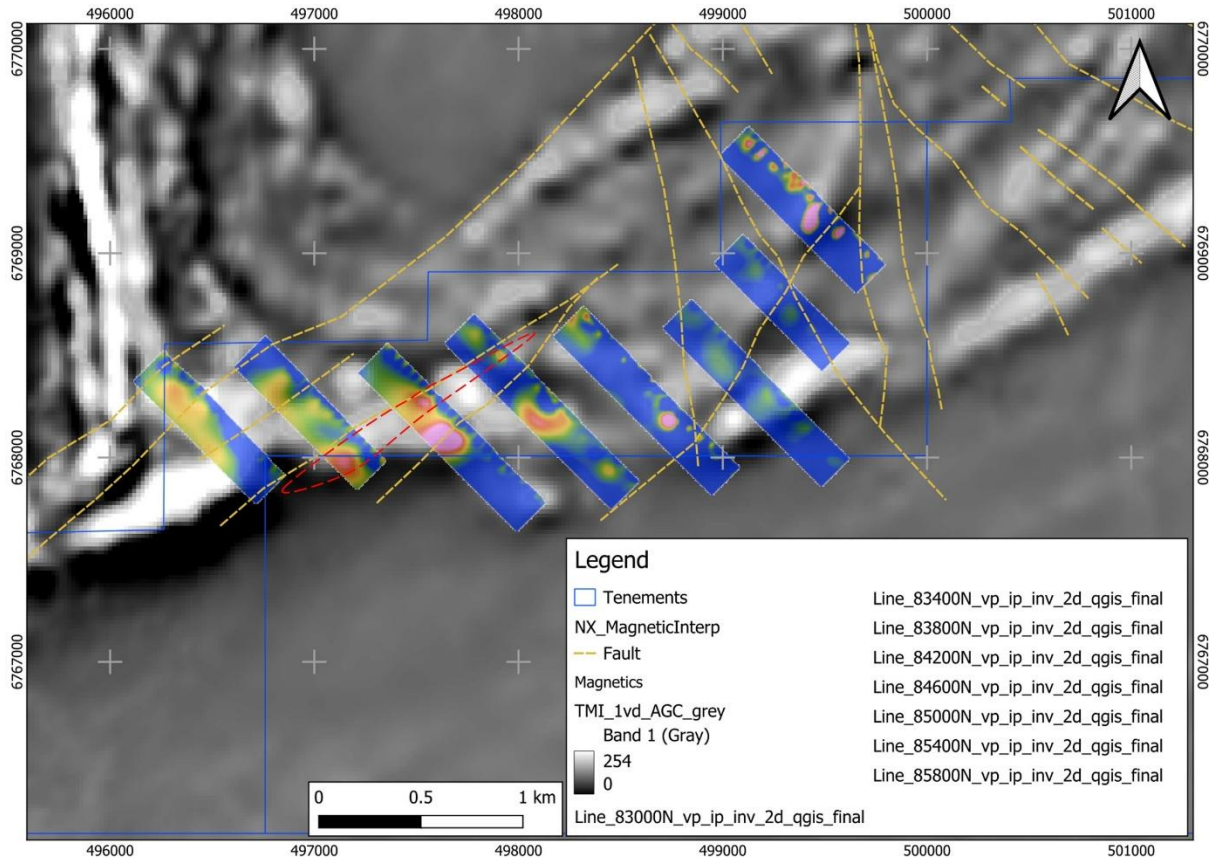 496000 497000 498000 499000 500000 501000
6770000 6770000
6769000 6769000
6768000 6768000
6767000 6767000
Legend
Tenements
NX_MagneticInterp
Fault
Magnetics
TMI_1vd_AGC_grey
Band 1 (Gray)
254
0
Line_83000N_vp_ip_inv_2d_qgis_final
Line_83400N_vp_ip_inv_2d_qgis_final
Line_83800N_vp_ip_inv_2d_qgis_final
Line_84200N_vp_ip_inv_2d_qgis_final
Line_84600N_vp_ip_inv_2d_qgis_final
Line_85000N_vp_ip_inv_2d_qgis_final
Line_85400N_vp_ip_inv_2d_qgis_final
Line_85800N_vp_ip_inv_2d_qgis_final
0 0.5 1 km
496000 497000 498000 499000 500000 501000